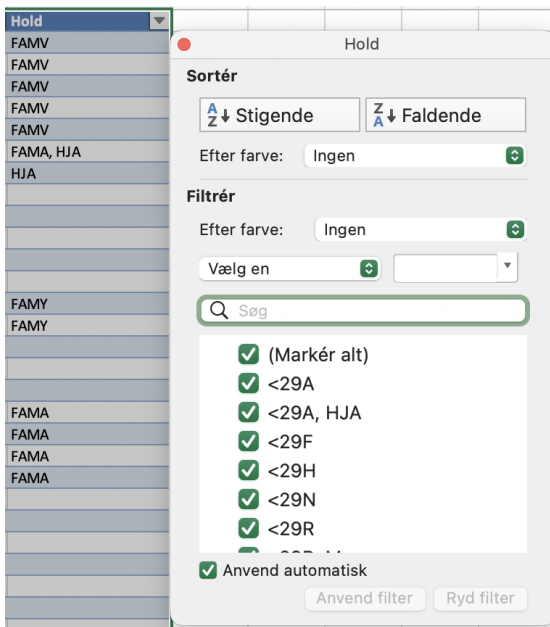 Hold
FAMV
FAMV
FAMV
FAMV
FAMV
FAMA, HJA
HJA
FAMY
FAMY
FAMA
FAMA
FAMA
FAMA
Hold
Sortér
A Z Stigende
Z A Faldende
Efter farve: Ingen
Filtrér
Efter farve: Ingen
Vælg en
Søg
(Markér alt)
<29A
<29A, HJA
<29F
<29H
<29N
<29R
Anvend automatisk
Anvend filter
Ryd filter